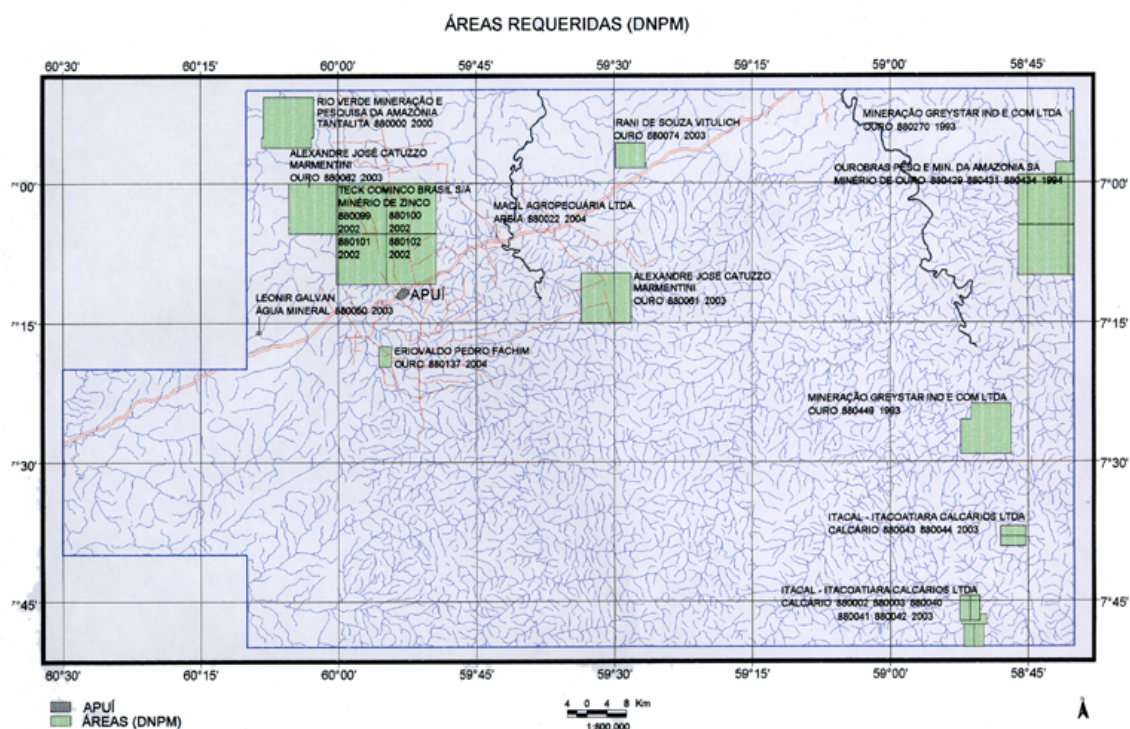 ÁREAS REQUERIDAS (DNPM)
60°30' 60°15' 60°00' 59°45' 59°30' 59°15' 59°00' 58°45'
RIO VERDE MINERAÇÃO E
PESQUISA DA AMAZÔNIA
TANTALITA 880000 2000
MINERAÇÃO GREYSTAR IND E COM LTDA
OURO 880270 1993
IRANI DE SOUZA VITULICH
OURO 880074 2003
ALEXANDRE JOSÉ CATUZZO
MARMENTINI
OURO 880062 2003
OUROBRAS PESQ E MIN. DA AMAZONIA SA
MINÉRIO DE OURO 880429 880431 880434 1994
7°00' 7°00'
TECK COMINCO BRASIL S/A
MINÉRIO DE ZINCO
880099 880100
2002 2002
880101 880102
2002 2002
MACIL AGROPECUÁRIA LTDA.
AREIA 880022 2004
ALEXANDRE JOSÉ CATUZZO
MARMENTINI
OURO 880061 2003
APUÍ
LEONIR GALVAN
ÁGUA MINERAL 880050 2003
7°15' 7°15'
ERIOVALDO PEDRO FACHIM
OURO 880137 2004
MINERAÇÃO GREYSTAR IND E COM LTDA
OURO 880449 1993
7°30' 7°30'
ITACAL - ITACOATIARA CALCÁRIOS LTDA
CALCÁRIO 880043 880044 2003
ITACAL - ITACOATIARA CALCÁRIOS LTDA
CALCÁRIO 880002 880003 880040
880041 880042 2003
7°45' 7°45'
60°30' 60°15' 60°00' 59°45' 59°30' 59°15' 59°00' 58°45'
APUÍ
ÁREAS (DNPM)
4 0 4 8 Km
1:800.000